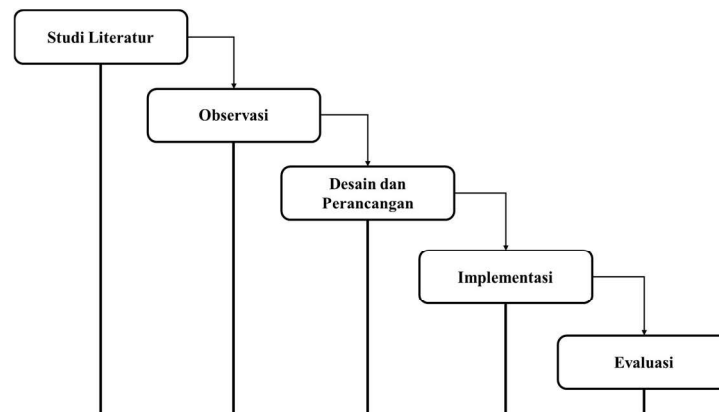 Studi Literatur
Observasi
Desain dan
Perancangan
Implementasi
Evaluasi